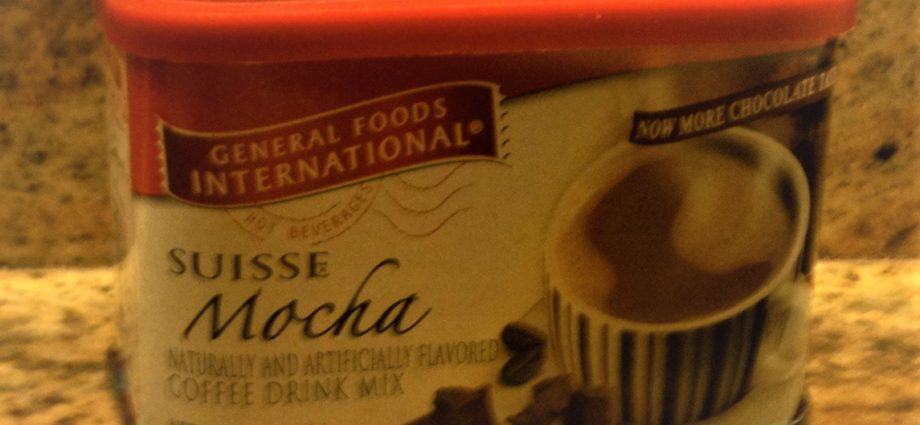 GENERAL FOODS
INTERNATIONAL®
NOW MORE CHOCOLATE
HOT BEVERAGES
SUISSE
Mocha
NATURALLY AND ARTIFICIALLY FLAVORED
COFFEE DRINK MIX